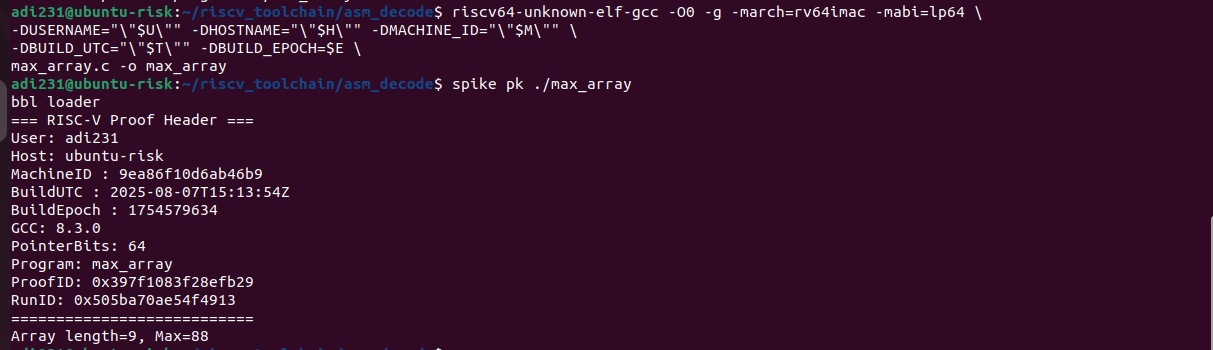 adi231@ubuntu-risk:~/riscv_toolchain/asm_decode$ riscv64-unknown-elf-gcc -O0 -g -march=rv64imac -mabi=lp64 \
-DUSERNAME="\"$U\"" -DHOSTNAME="\"$H\"" -DMACHINE_ID="\"$M\"" \
-DBUILD_UTC="\"$T\"" -DBUILD_EPOCH=$E \
max_array.c -o max_array
adi231@ubuntu-risk:~/riscv_toolchain/asm_decode$ spike pk ./max_array
bbl loader
=== RISC-V Proof Header ===
User: adi231
Host: ubuntu-risk
MachineID : 9ea86f10d6ab46b9
BuildUTC : 2025-08-07T15:13:54Z
BuildEpoch : 1754579634
GCC: 8.3.0
PointerBits: 64
Program: max_array
ProofID: 0x397f1083f28efb29
RunID: 0x505ba70ae54f4913
===========================
Array length=9, Max=88